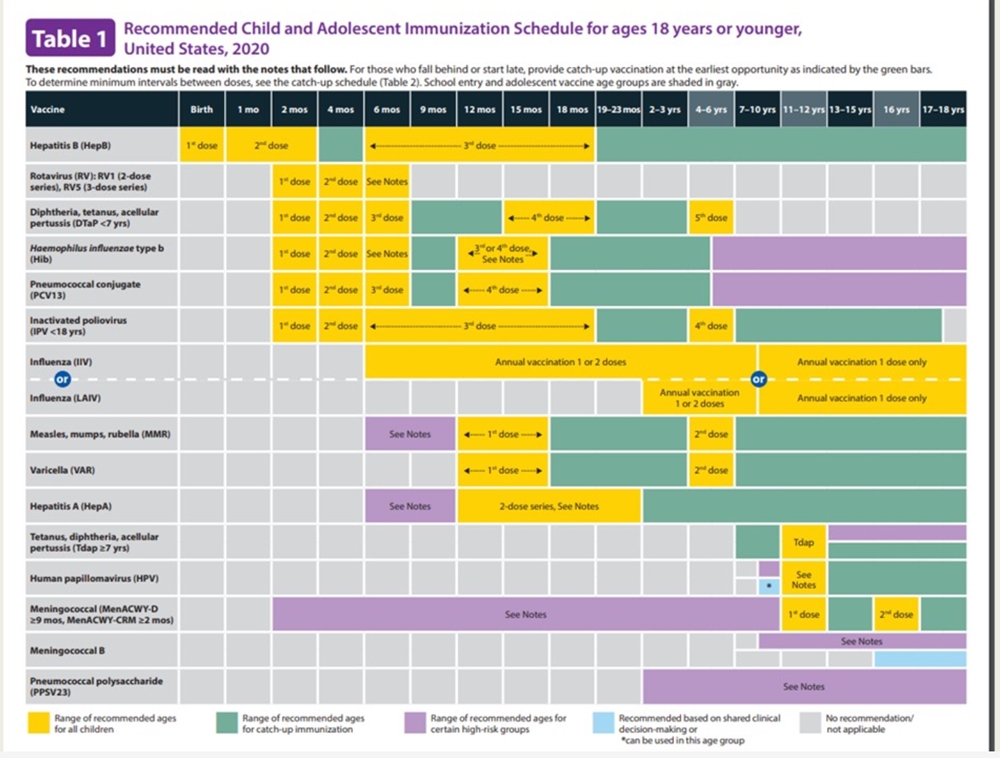 Table 1
Recommended Child and Adolescent Immunization Schedule for ages 18 years or younger,
United States, 2020
These recommendations must be read with the notes that follow. For those who fall behind or start late, provide catch-up vaccination at the earliest opportunity as indicated by the green bars.
To determine minimum intervals between doses, see the catch-up schedule (Table 2). School entry and adolescent vaccine age groups are shaded in gray.
Vaccine Birth 1 mo 2 mos 4 mos 6 mos 9 mos 12 mos 15 mos 18 mos 19–23 mos 2–3 yrs 4–6 yrs 7–10 yrs 11–12 yrs 13–15 yrs 16 yrs 17–18 yrs
Hepatitis B (HepB) 1st dose 2nd dose 3rd dose
Rotavirus (RV): RV1 (2-dose
series), RV5 (3-dose series)
1st dose 2nd dose See Notes
Diphtheria, tetanus, acellular
pertussis (DTaP <7 yrs)
1st dose 2nd dose 3rd dose 4th dose 5th dose
Haemophilus influenzae type b
(Hib)
1st dose 2nd dose See Notes
3rd or 4th dose,
See Notes
Pneumococcal conjugate
(PCV13)
1st dose 2nd dose 3rd dose 4th dose
Inactivated poliovirus
(IPV <18 yrs)
1st dose 2nd dose 3rd dose 4th dose
Influenza (IIV) Annual vaccination 1 or 2 doses Annual vaccination 1 dose only
or or
Influenza (LAIV)
Annual vaccination
1 or 2 doses
Annual vaccination 1 dose only
Measles, mumps, rubella (MMR) See Notes 1st dose 2nd dose
Varicella (VAR) 1st dose 2nd dose
Hepatitis A (HepA) See Notes 2-dose series, See Notes
Tetanus, diphtheria, acellular
pertussis (Tdap ≥7 yrs)
Tdap
Human papillomavirus (HPV)
*
See
Notes
Meningococcal (MenACWY-D
≥9 mos, MenACWY-CRM ≥2 mos)
See Notes 1st dose 2nd dose
Meningococcal B See Notes
Pneumococcal polysaccharide
(PPSV23)
See Notes
Range of recommended ages
for all children
Range of recommended ages
for catch-up immunization
Range of recommended ages for
certain high-risk groups
Recommended based on shared clinical
decision-making or
*can be used in this age group
No recommendation/
not applicable